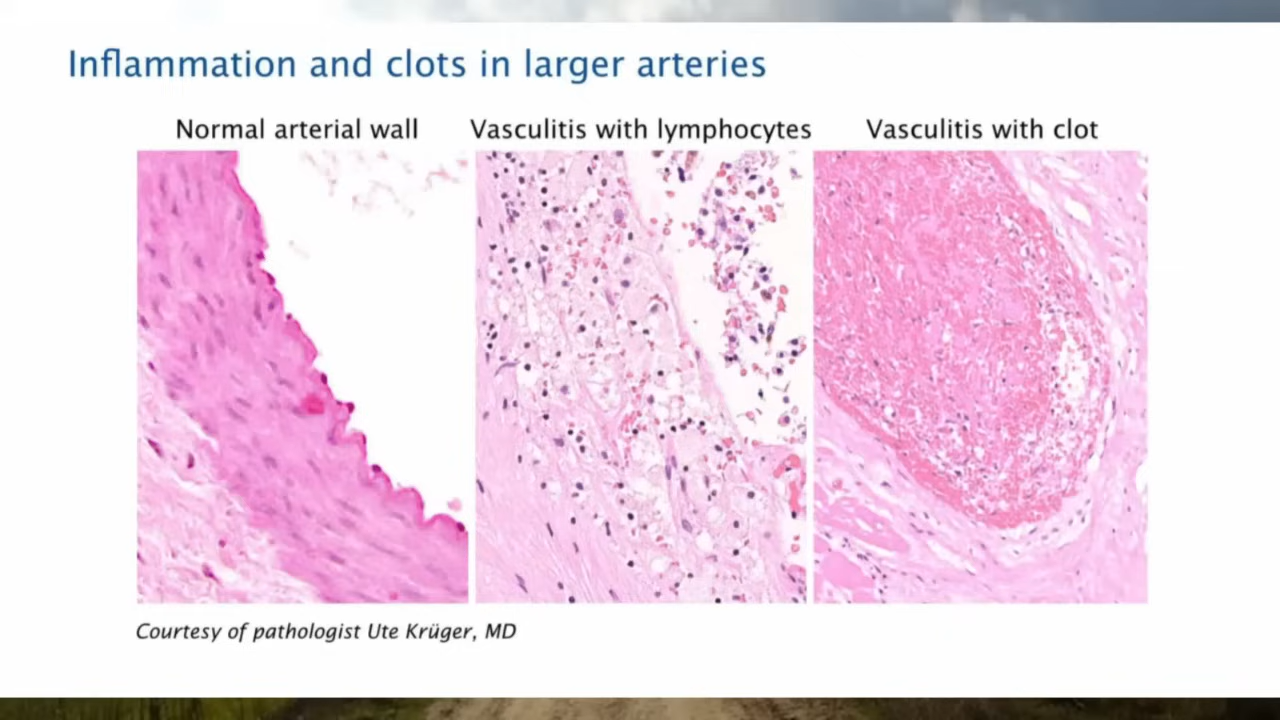 Inflammation and clots in larger arteries
Normal arterial wall
Vasculitis with lymphocytes
Vasculitis with clot
Courtesy of pathologist Ute Krüger, MD